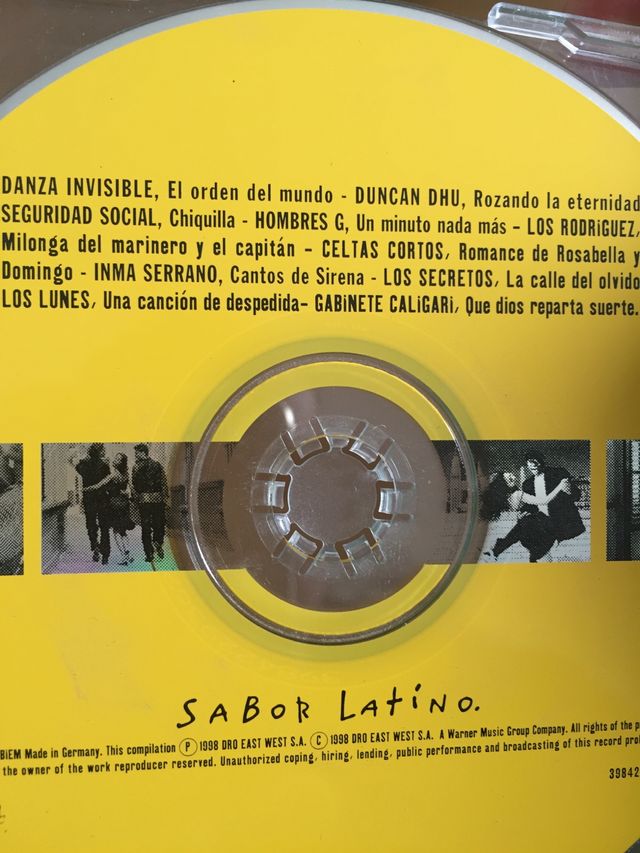 DANZA INVISIBLE, El orden del mundo - DUNCAN DHU, Rozando la eternidad
SEGURIDAD SOCIAL, Chiquilla - HOMBRES G, Un minuto nada más - LOS RODRiGUEZ,
Milonga del marinero y el capitán - CELTAS CORTOS, Romance de Rosabella y
Domingo - INMA SERRANO, Cantos de Sirena - LOS SECRETOS, La calle del olvido
LOS LUNES, Una canción de despedida- GABiNETE CALiGARi, Que dios reparta suerte.
SABOR LATINO.
BiEM Made in Germany. This compilation Ⓟ 1998 DRO EAST WEST S.A. Ⓒ 1998 DRO EAST WEST S.A. A Warner Music Group Company. All rights of the p
the owner of the work reproducer reserved. Unauthorized coping, hiring, lending, public performance and broadcasting of this record pro
39842